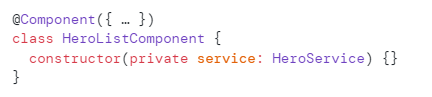 @Component({ … })
class HeroListComponent {
  constructor(private service: HeroService) {}
}